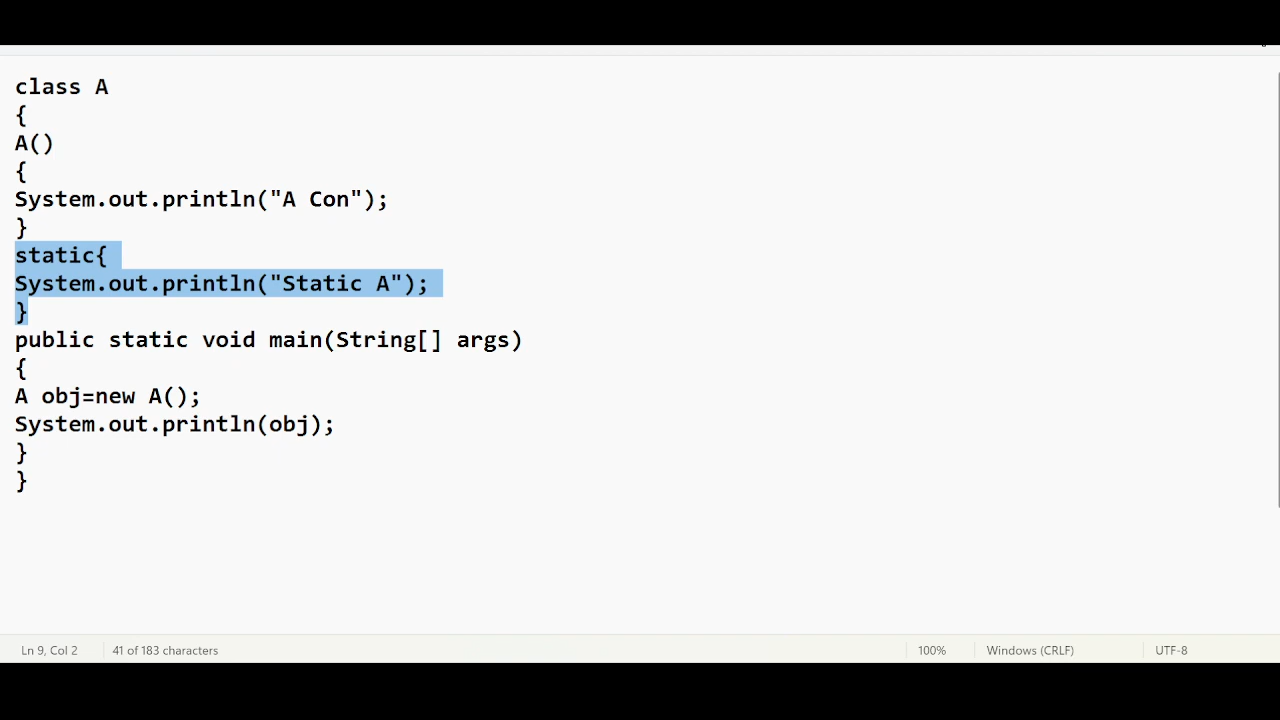 class A
{
A()
{
System.out.println("A Con");
}
static{
System.out.println("Static A");
}
public static void main(String[] args)
{
A obj=new A();
System.out.println(obj);
}
}
Ln 9, Col 2 41 of 183 characters 100% Windows (CRLF) UTF-8